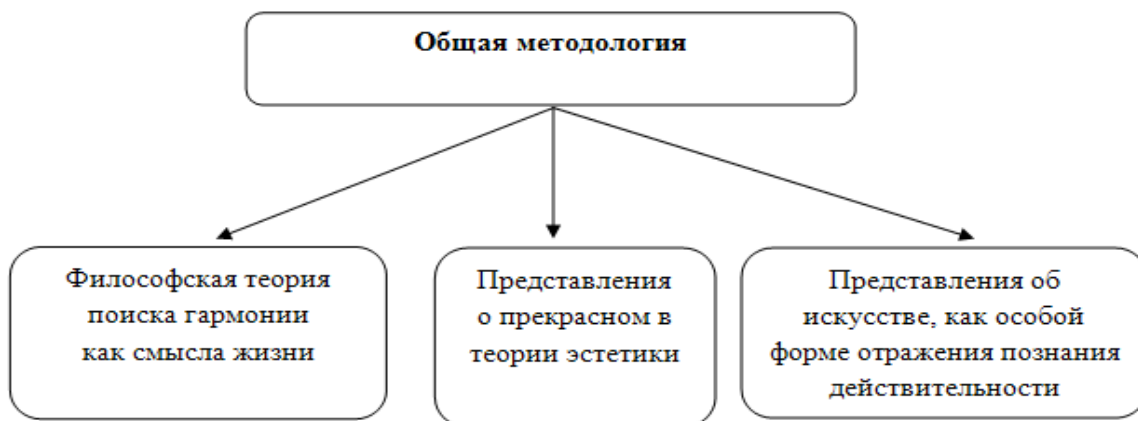 Общая методология
Философская теория
поиска гармонии
как смысла жизни
Представления
о прекрасном в
теории эстетики
Представления об
искусстве, как особой
форме отражения познания
действительности